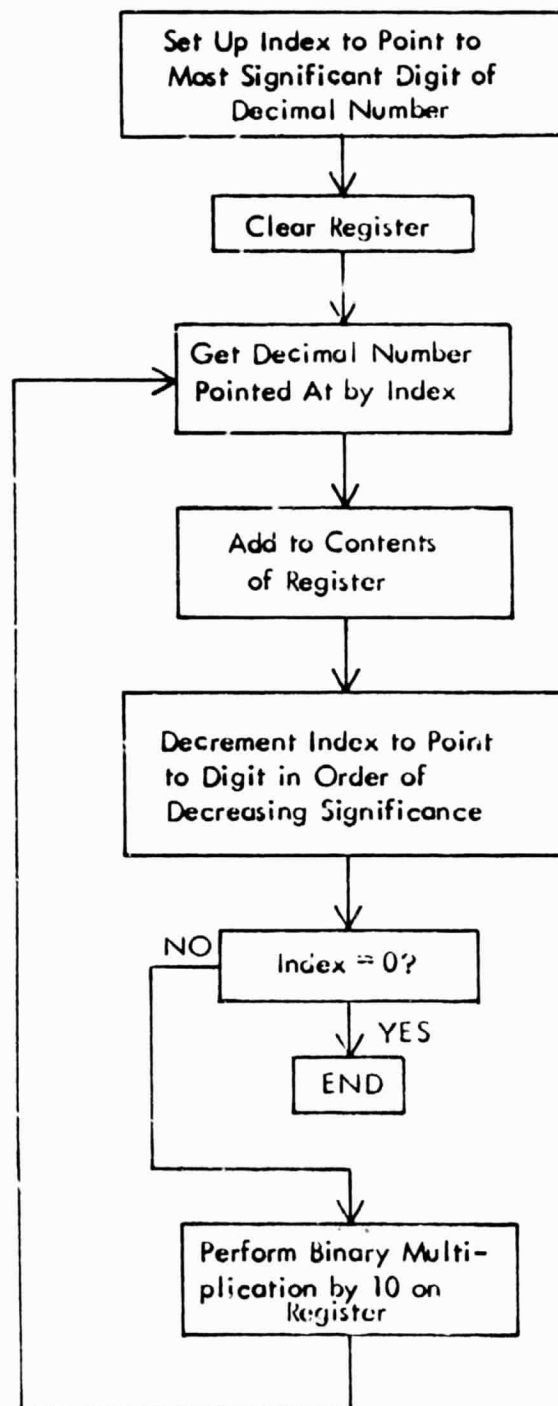 Set Up Index to Point to
Most Significant Digit of
Decimal Number
Clear Register
Get Decimal Number
Pointed At by Index
Add to Contents
of Register
Decrement Index to Point
to Digit in Order of
Decreasing Significance
NO
Index = 0?
YES
END
Perform Binary Multi-
plication by 10 on
Register